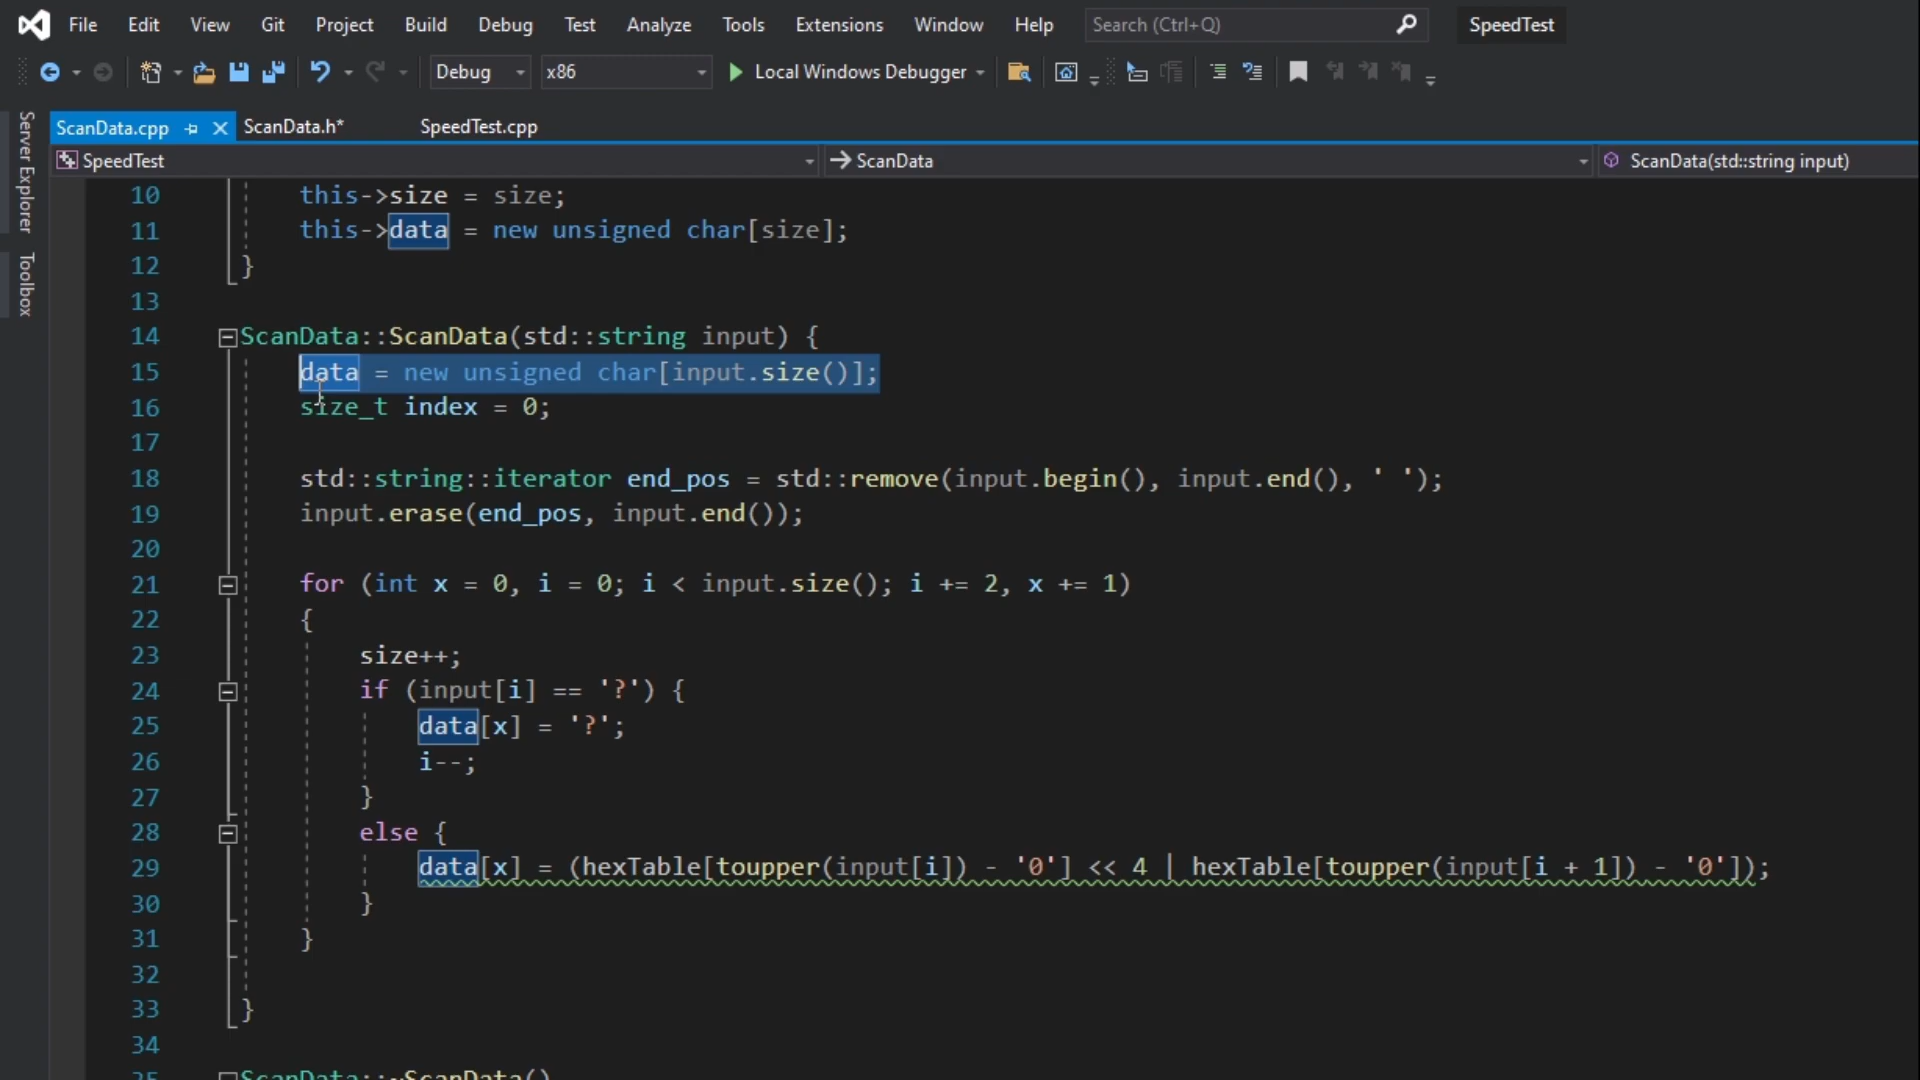 File Edit View Git Project Build Debug Test Analyze Tools Extensions Window Help Search (Ctrl+Q) SpeedTest
Debug x86 Local Windows Debugger
Server Explorer
Toolbox
ScanData.cpp ScanData.h* SpeedTest.cpp
SpeedTest ScanData ScanData(std::string input)
10 this->size = size;
11 this->data = new unsigned char[size];
12 }
13
14 ScanData::ScanData(std::string input) {
15 data = new unsigned char[input.size()];
16 size_t index = 0;
17
18 std::string::iterator end_pos = std::remove(input.begin(), input.end(), ' ');
19 input.erase(end_pos, input.end());
20
21 for (int x = 0, i = 0; i < input.size(); i += 2, x += 1)
22 {
23 size++;
24 if (input[i] == '?') {
25 data[x] = '?';
26 i--;
27 }
28 else {
29 data[x] = (hexTable[toupper(input[i]) - '0'] << 4 | hexTable[toupper(input[i + 1]) - '0']);
30 }
31 }
32
33 }
34
35 ScanData::~ScanData()